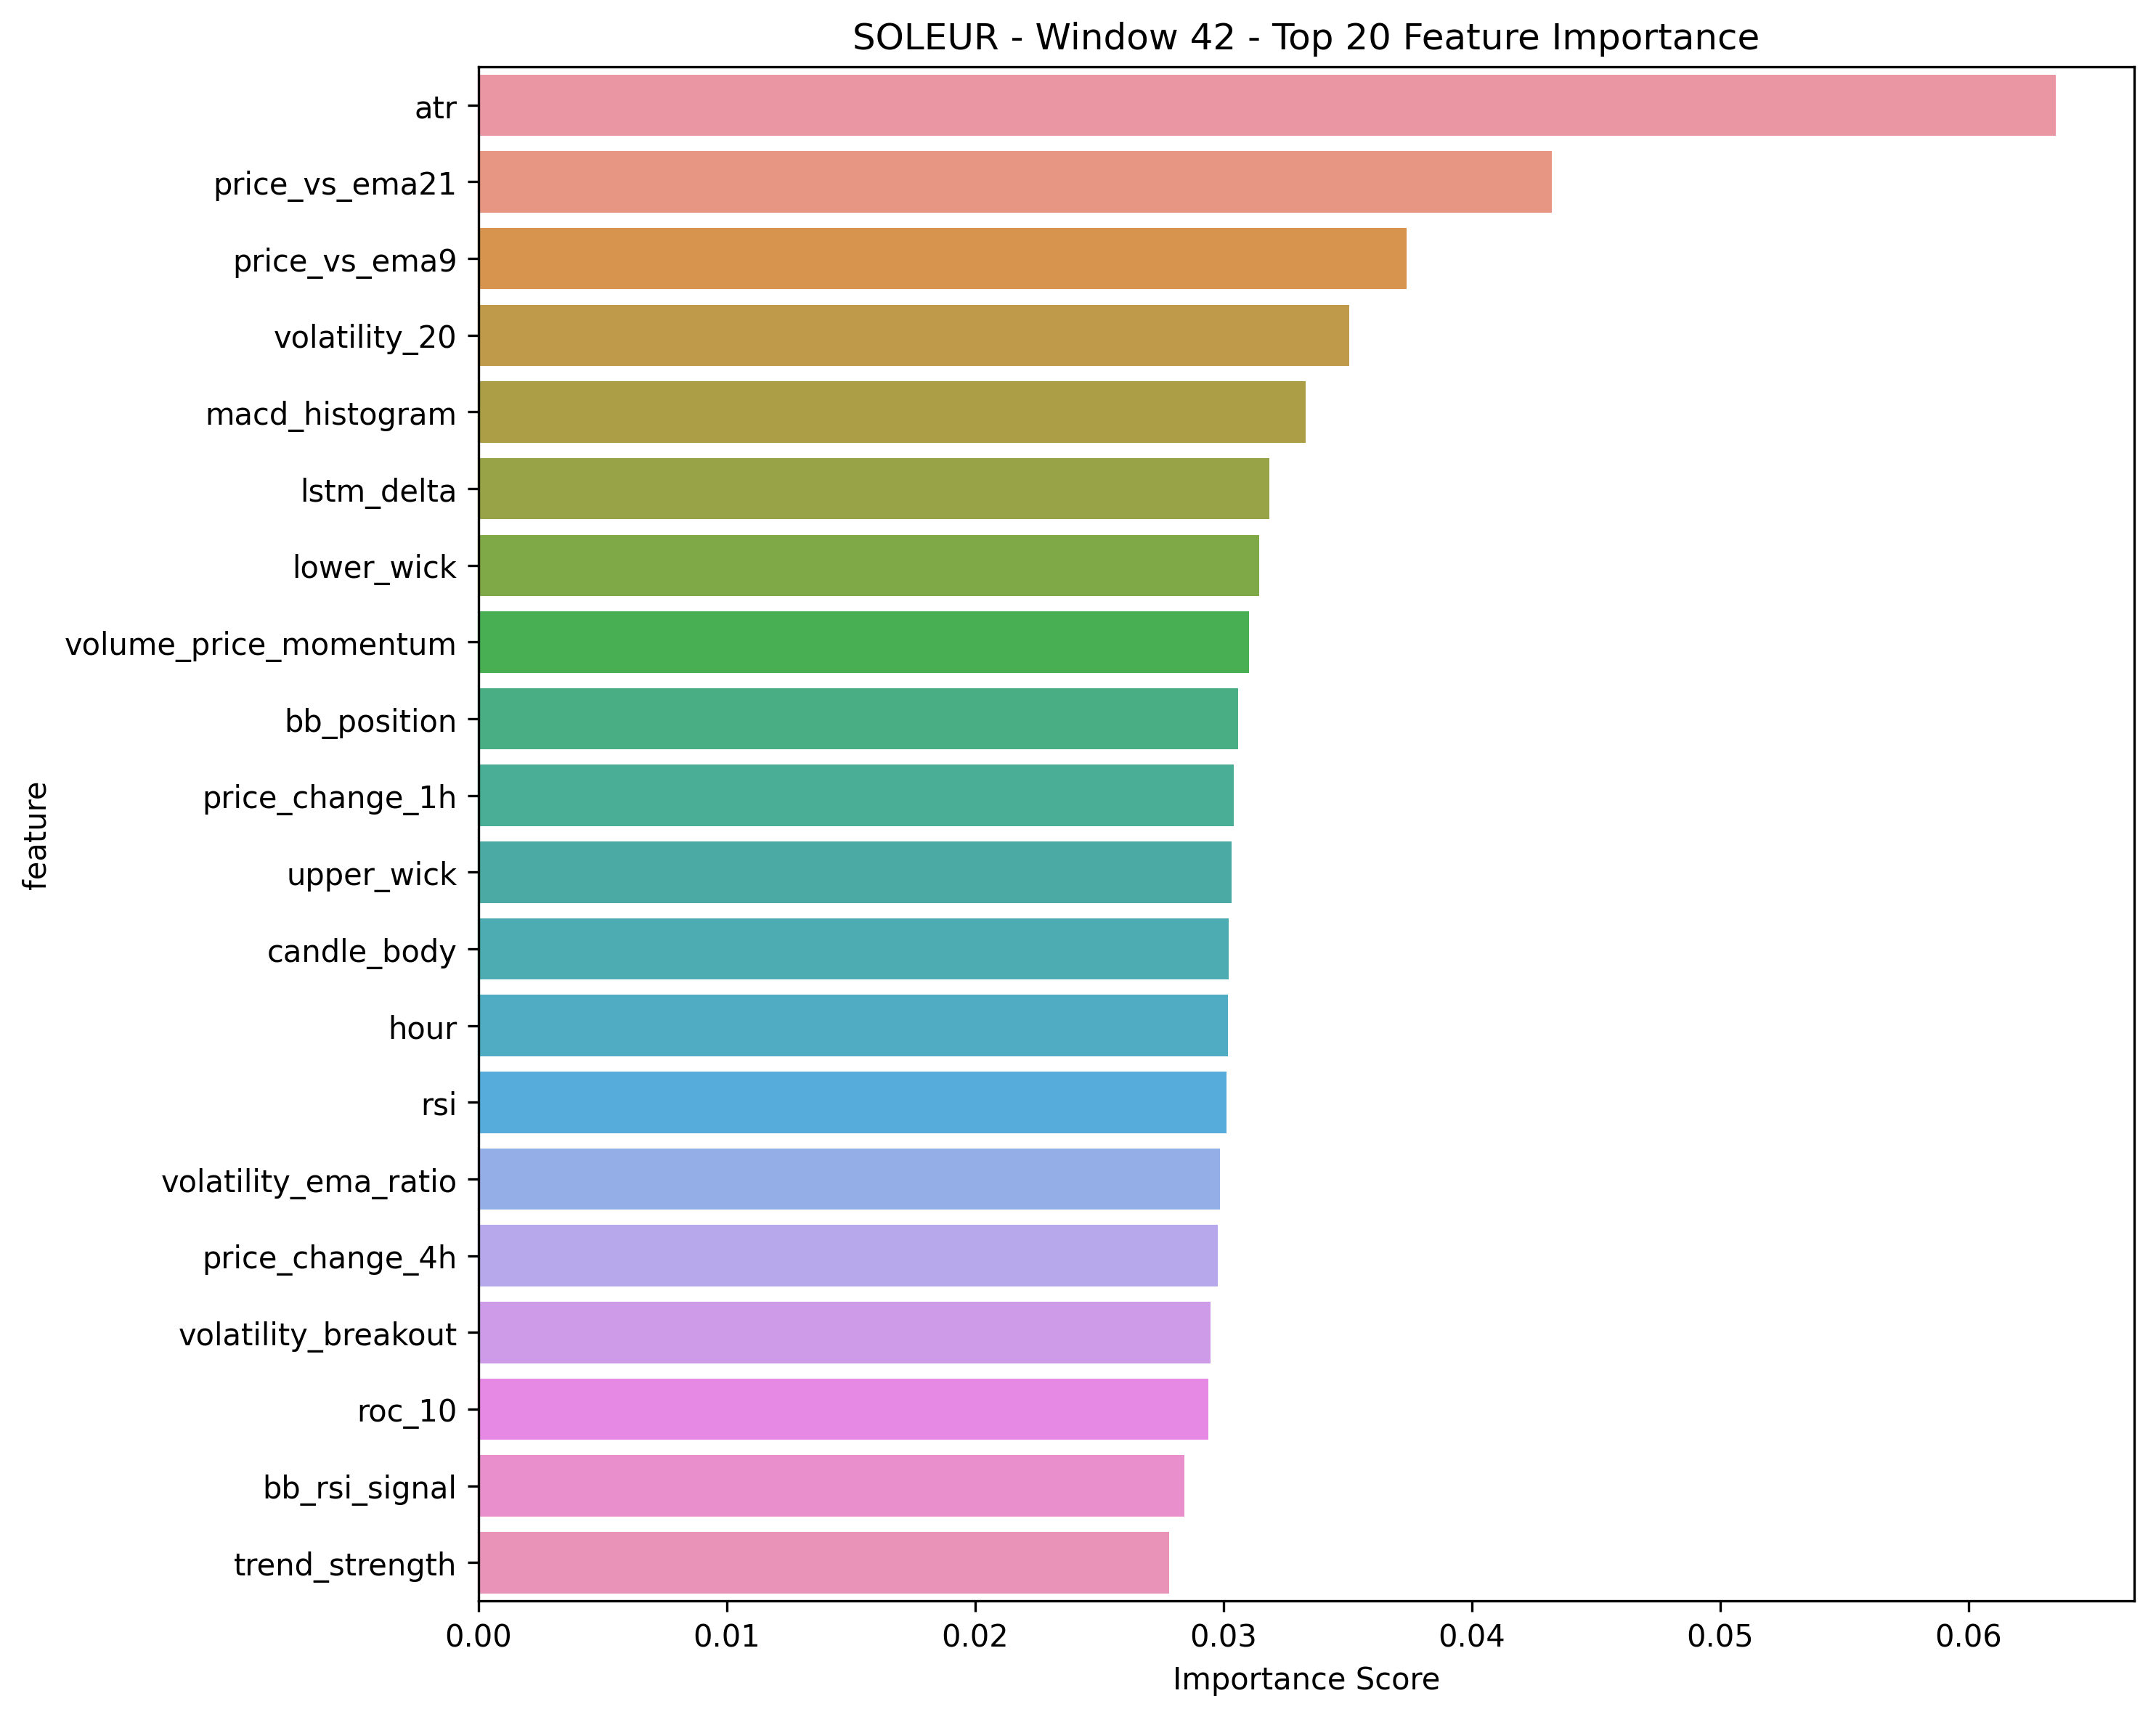 SOLEUR - Window 42 - Top 20 Feature Importance
atr
price_vs_ema21
price_vs_ema9
volatility_20
macd_histogram
lstm_delta
lower_wick
volume_price_momentum
bb_position
price_change_1h
upper_wick
candle_body
hour
rsi
volatility_ema_ratio
price_change_4h
volatility_breakout
roc_10
bb_rsi_signal
trend_strength
feature
0.00 0.01 0.02 0.03 0.04 0.05 0.06
Importance Score